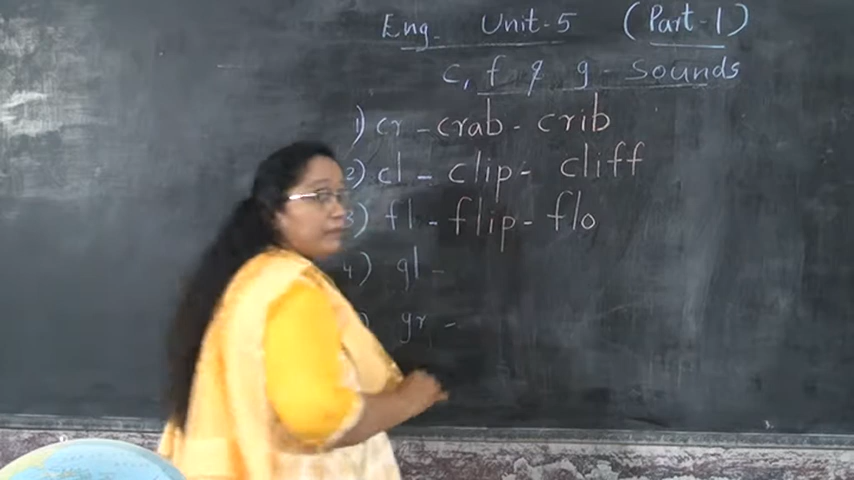 Eng. Unit-5 (Part-1)
c, f & g - sounds
1) cr - crab - crib
2) cl - clip - cliff
3) fl - flip - flo
4) gl -
) gr -